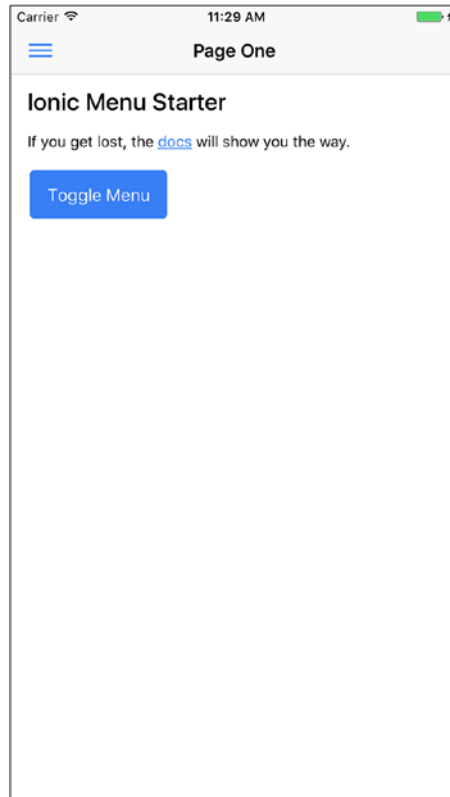 Carrier 11:29 AM
Page One
Ionic Menu Starter
If you get lost, the docs will show you the way.
Toggle Menu